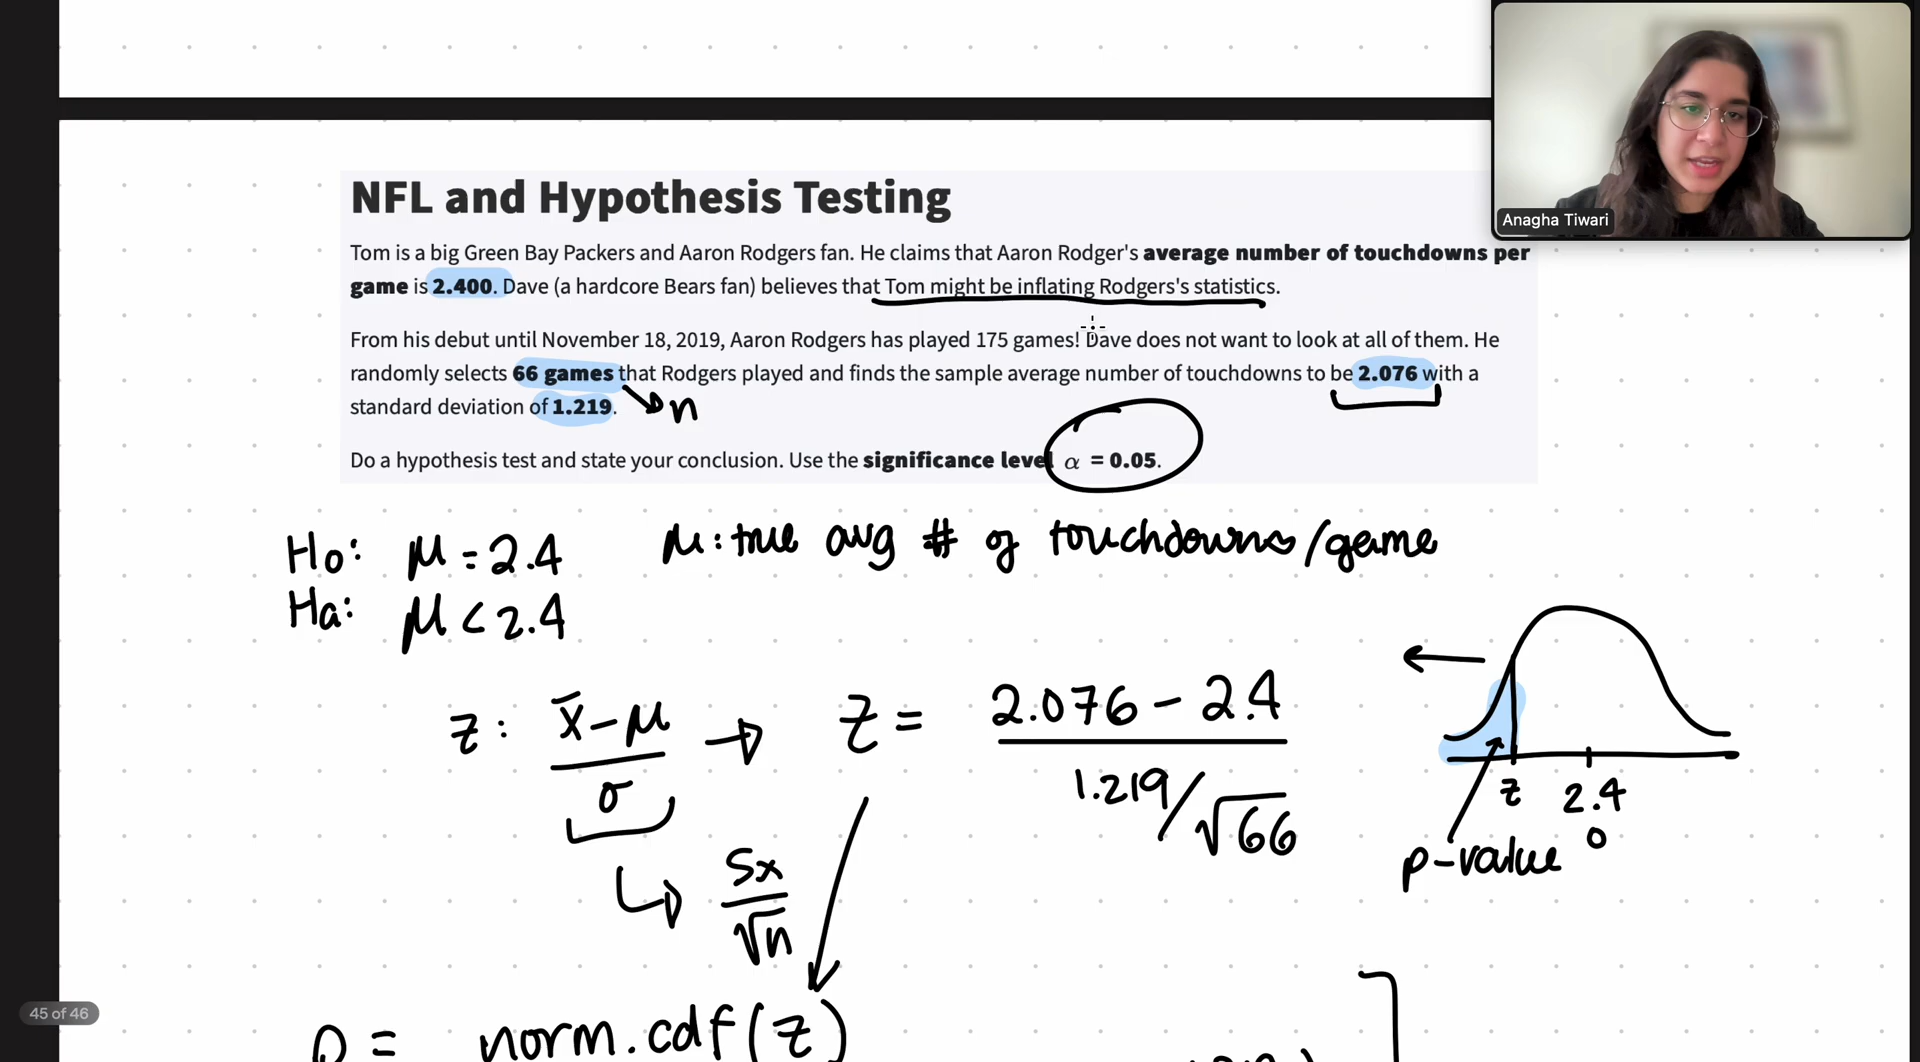 Anagha Tiwari
NFL and Hypothesis Testing
Tom is a big Green Bay Packers and Aaron Rodgers fan. He claims that Aaron Rodger's average number of touchdowns per
game is 2.400. Dave (a hardcore Bears fan) believes that Tom might be inflating Rodgers's statistics.
From his debut until November 18, 2019, Aaron Rodgers has played 175 games! Dave does not want to look at all of them. He
randomly selects 66 games that Rodgers played and finds the sample average number of touchdowns to be 2.076 with a
standard deviation of 1.219.
n
Do a hypothesis test and state your conclusion. Use the significance level α = 0.05.
Ho: μ = 2.4
μ: true avg # of touchdowns/game
Ha: μ < 2.4
z: x̄ - μ
σ
Sx
√n
z = 2.076 - 2.4
1.219/√66
z 2.4
0
p-value
45 of 46
p = norm.cdf(z)